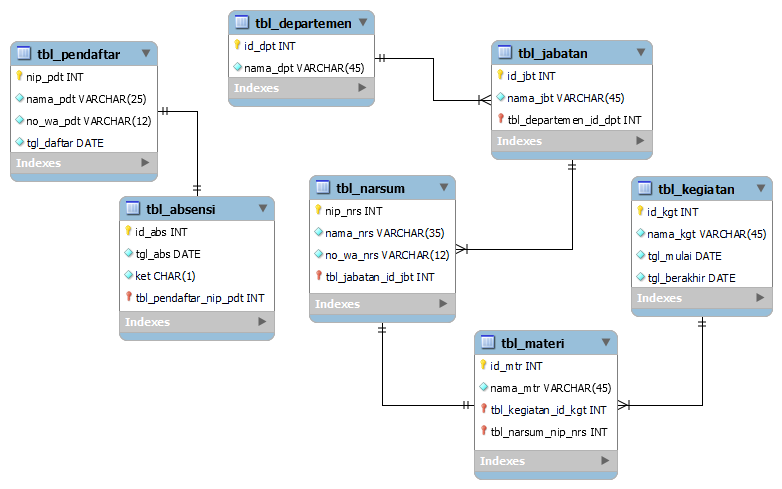 tbl_departemen
id_dpt INT
nama_dpt VARCHAR(45)
Indexes
tbl_pendaftar
nip_pdt INT
nama_pdt VARCHAR(25)
no_wa_pdt VARCHAR(12)
tgl_daftar DATE
Indexes
tbl_jabatan
id_jbt INT
nama_jbt VARCHAR(45)
tbl_departemen_id_dpt INT
Indexes
tbl_absensi
id_abs INT
tgl_abs DATE
ket CHAR(1)
tbl_pendaftar_nip_pdt INT
Indexes
tbl_narsum
nip_nrs INT
nama_nrs VARCHAR(35)
no_wa_nrs VARCHAR(12)
tbl_jabatan_id_jbt INT
Indexes
tbl_kegiatan
id_kgt INT
nama_kgt VARCHAR(45)
tgl_mulai DATE
tgl_berakhir DATE
Indexes
tbl_materi
id_mtr INT
nama_mtr VARCHAR(45)
tbl_kegiatan_id_kgt INT
tbl_narsum_nip_nrs INT
Indexes